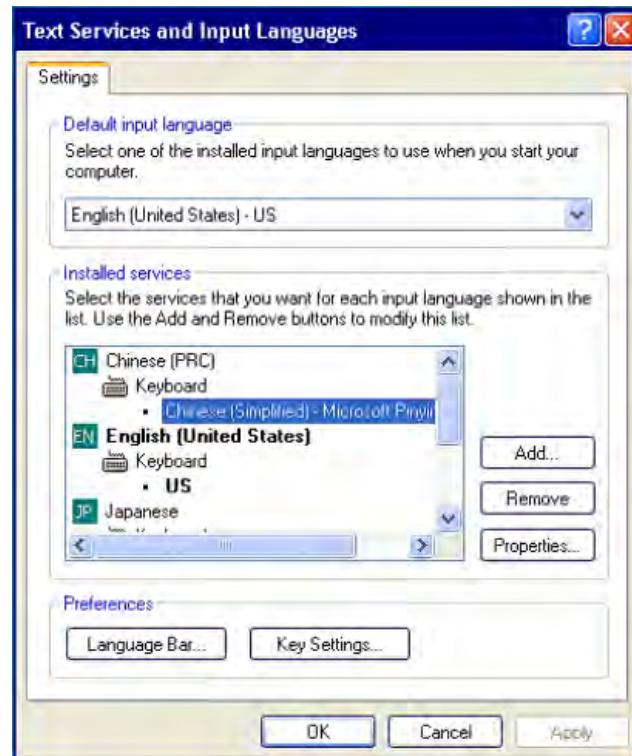 Text Services and Input Languages
Settings
Default input language
Select one of the installed input languages to use when you start your
computer.
English (United States) - US
Installed services
Select the services that you want for each input language shown in the
list. Use the Add and Remove buttons to modify this list.
CH Chinese (PRC)
Keyboard
• Chinese (Simplified) - Microsoft Pinyin
EN English (United States)
Keyboard
• US
JP Japanese
Add...
Remove
Properties...
Preferences
Language Bar...
Key Settings...
OK
Cancel
Apply